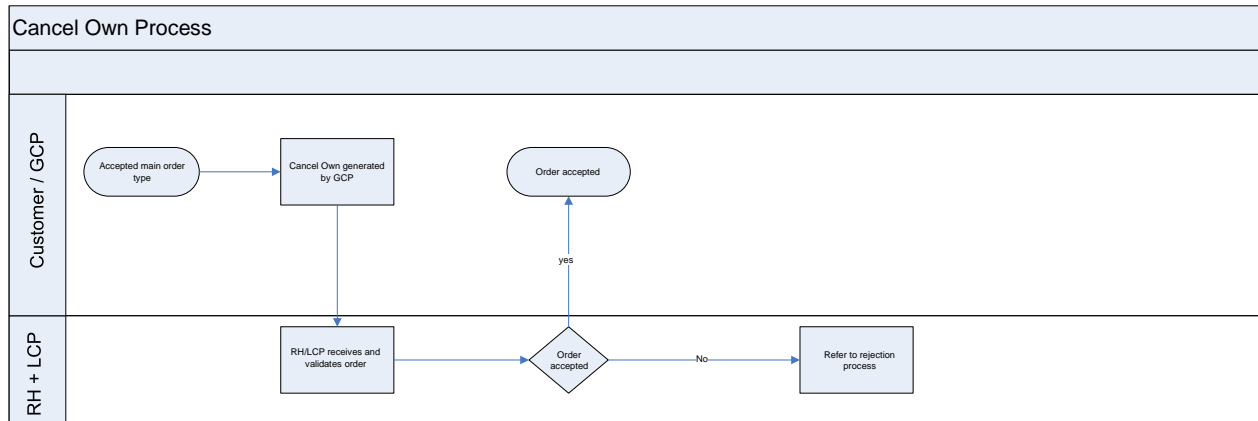 Cancel Own Process
Customer / GCP
Accepted main order
type
Cancel Own generated
by GCP
Order accepted
yes
RH + LCP
RH/LCP receives and
validates order
Order
accepted
No
Refer to rejection
process